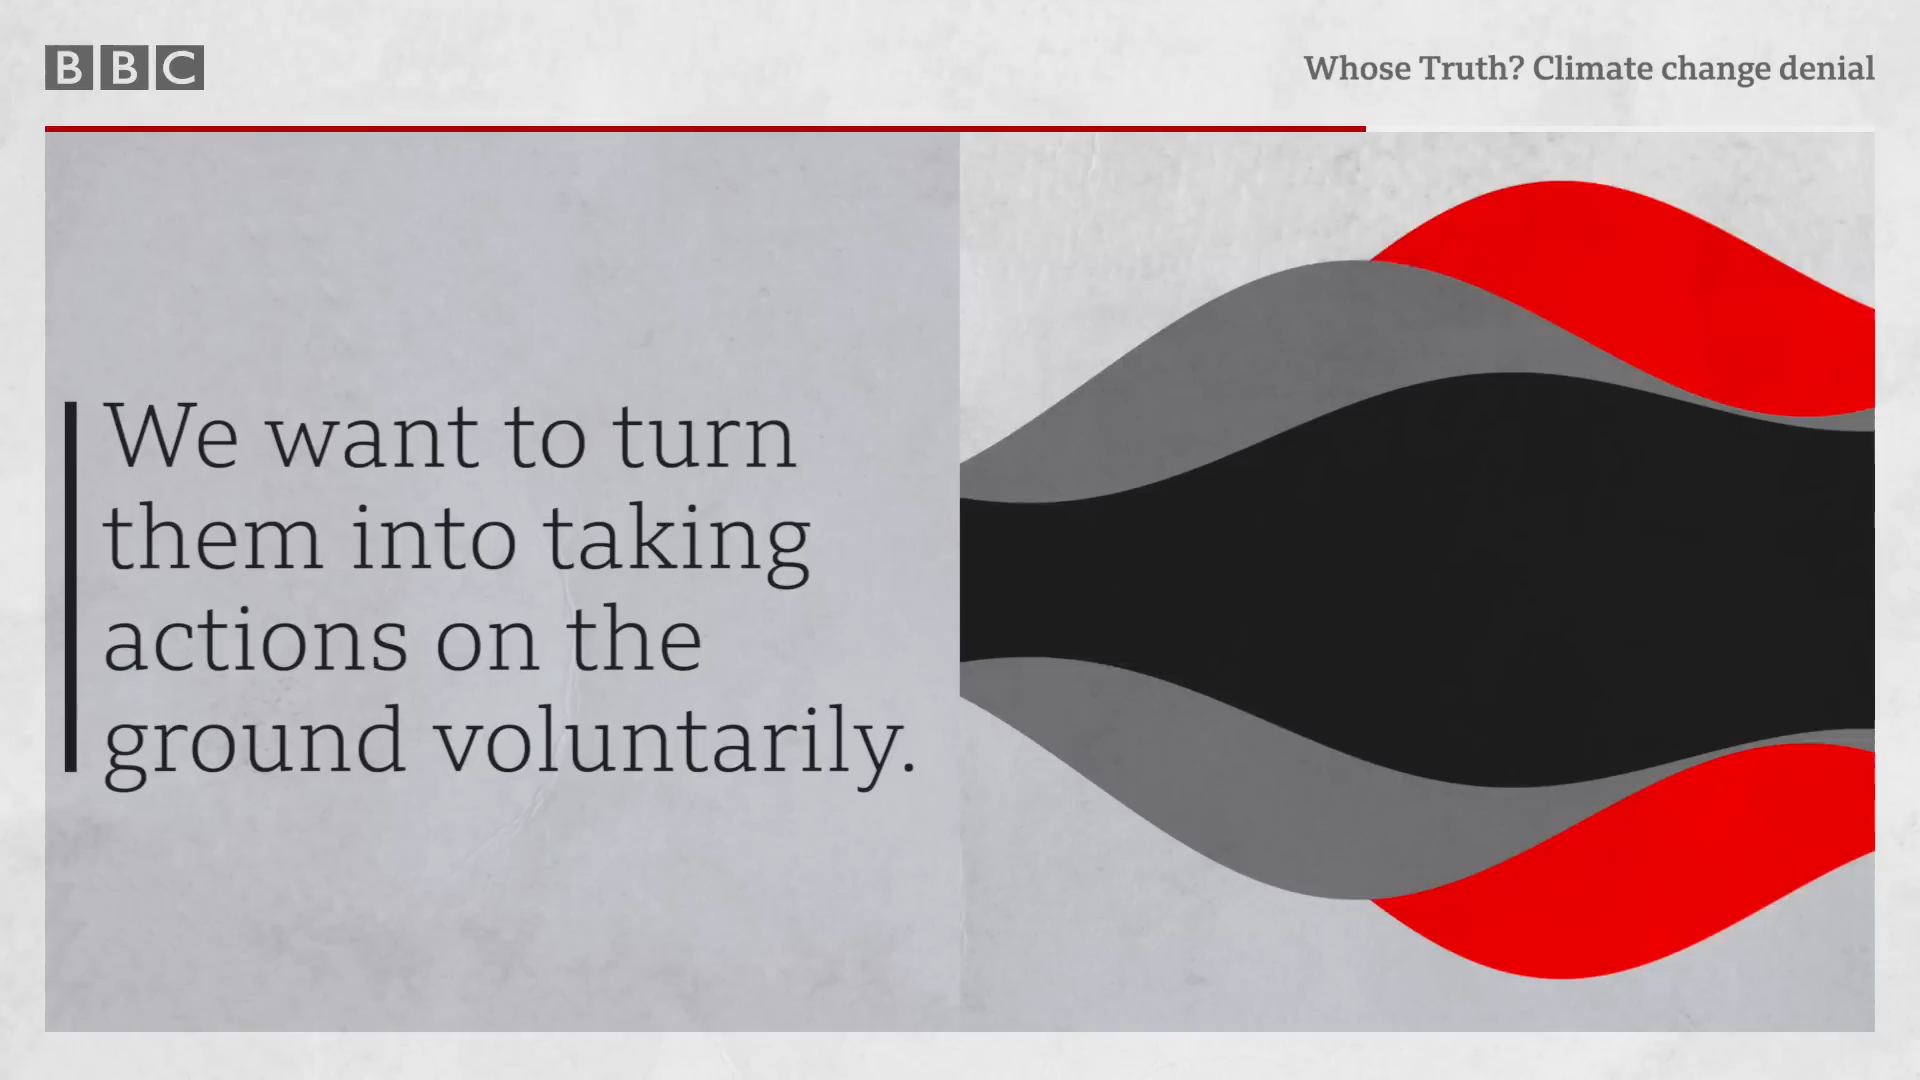 BBC
Whose Truth? Climate change denial
We want to turn
them into taking
actions on the
ground voluntarily.